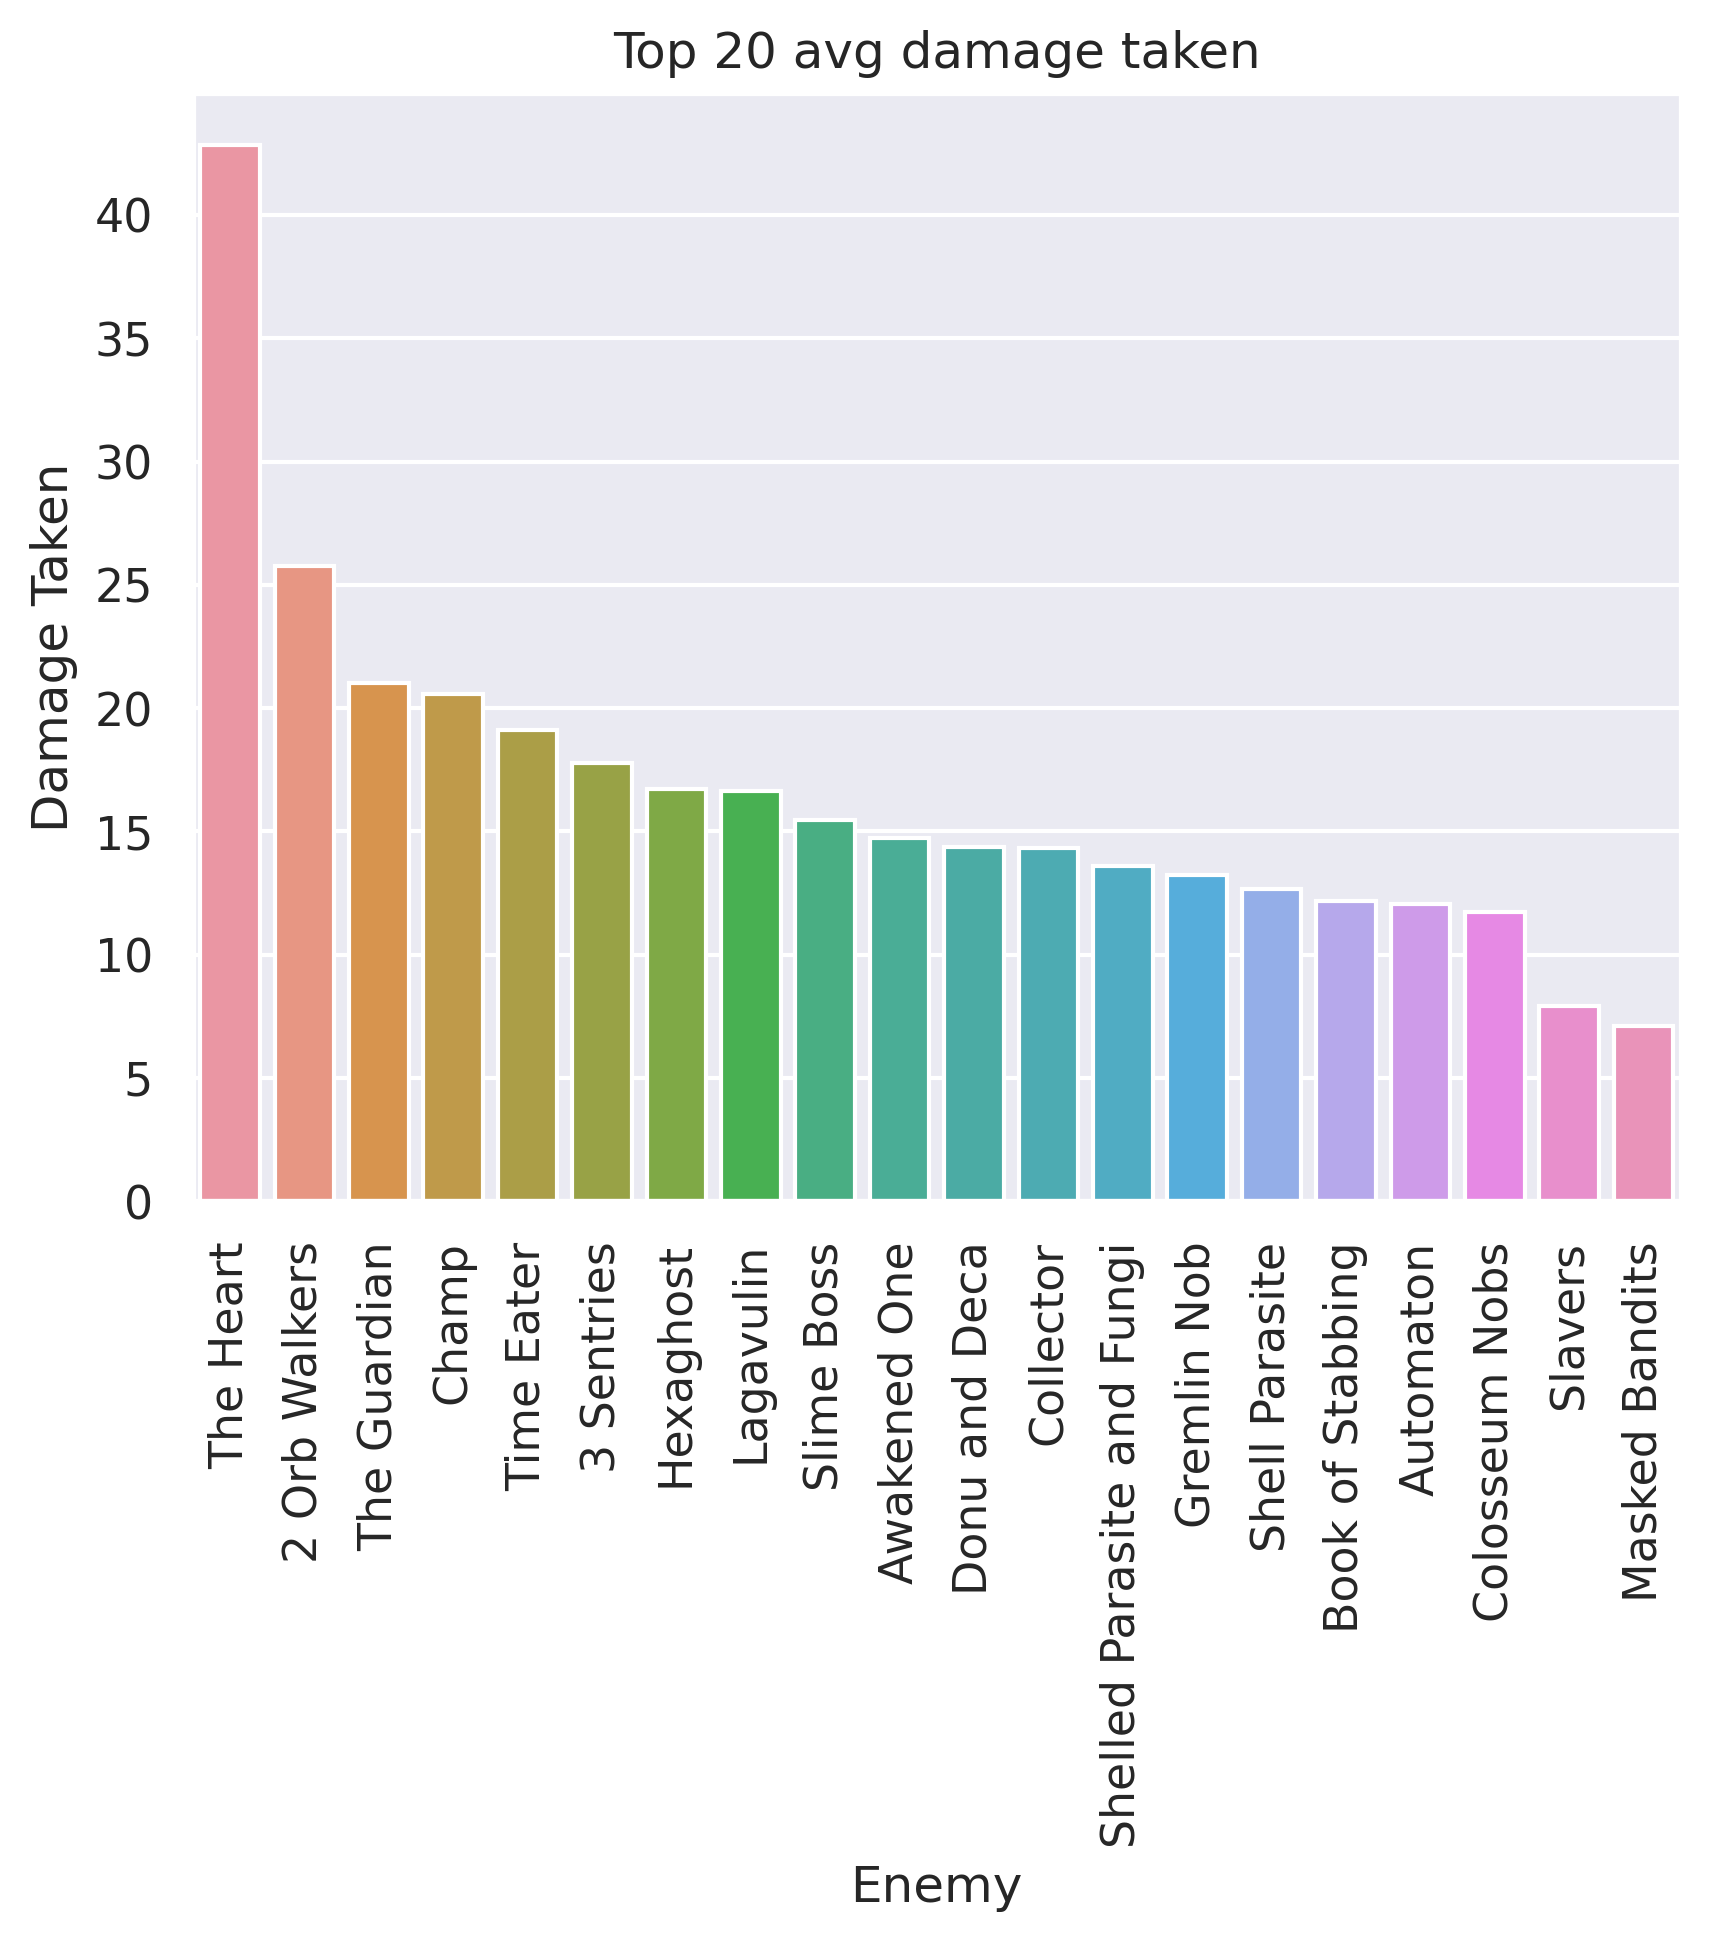 Top 20 avg damage taken
Damage Taken
40
35
30
25
20
15
10
5
0
The Heart
2 Orb Walkers
The Guardian
Champ
Time Eater
3 Sentries
Hexaghost
Lagavulin
Slime Boss
Awakened One
Donu and Deca
Collector
Shelled Parasite and Fungi
Gremlin Nob
Shell Parasite
Book of Stabbing
Automaton
Colosseum Nobs
Slavers
Masked Bandits
Enemy